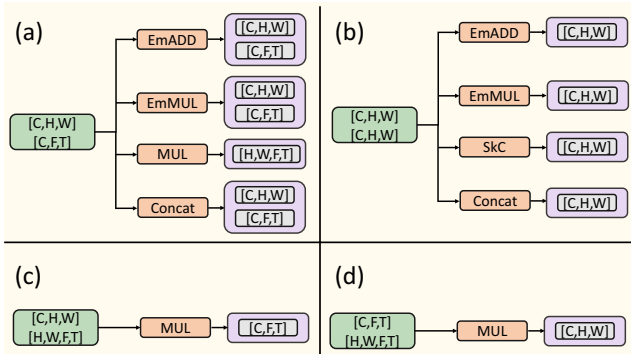 (a)
[C,H,W]
[C,F,T]
EmADD
[C,H,W]
[C,F,T]
EmMUL
[C,H,W]
[C,F,T]
MUL
[H,W,F,T]
Concat
[C,H,W]
[C,F,T]
(b)
[C,H,W]
[C,H,W]
EmADD
[C,H,W]
EmMUL
[C,H,W]
SkC
[C,H,W]
Concat
[C,H,W]
(c)
[C,H,W]
[H,W,F,T]
MUL
[C,F,T]
(d)
[C,F,T]
[H,W,F,T]
MUL
[C,H,W]